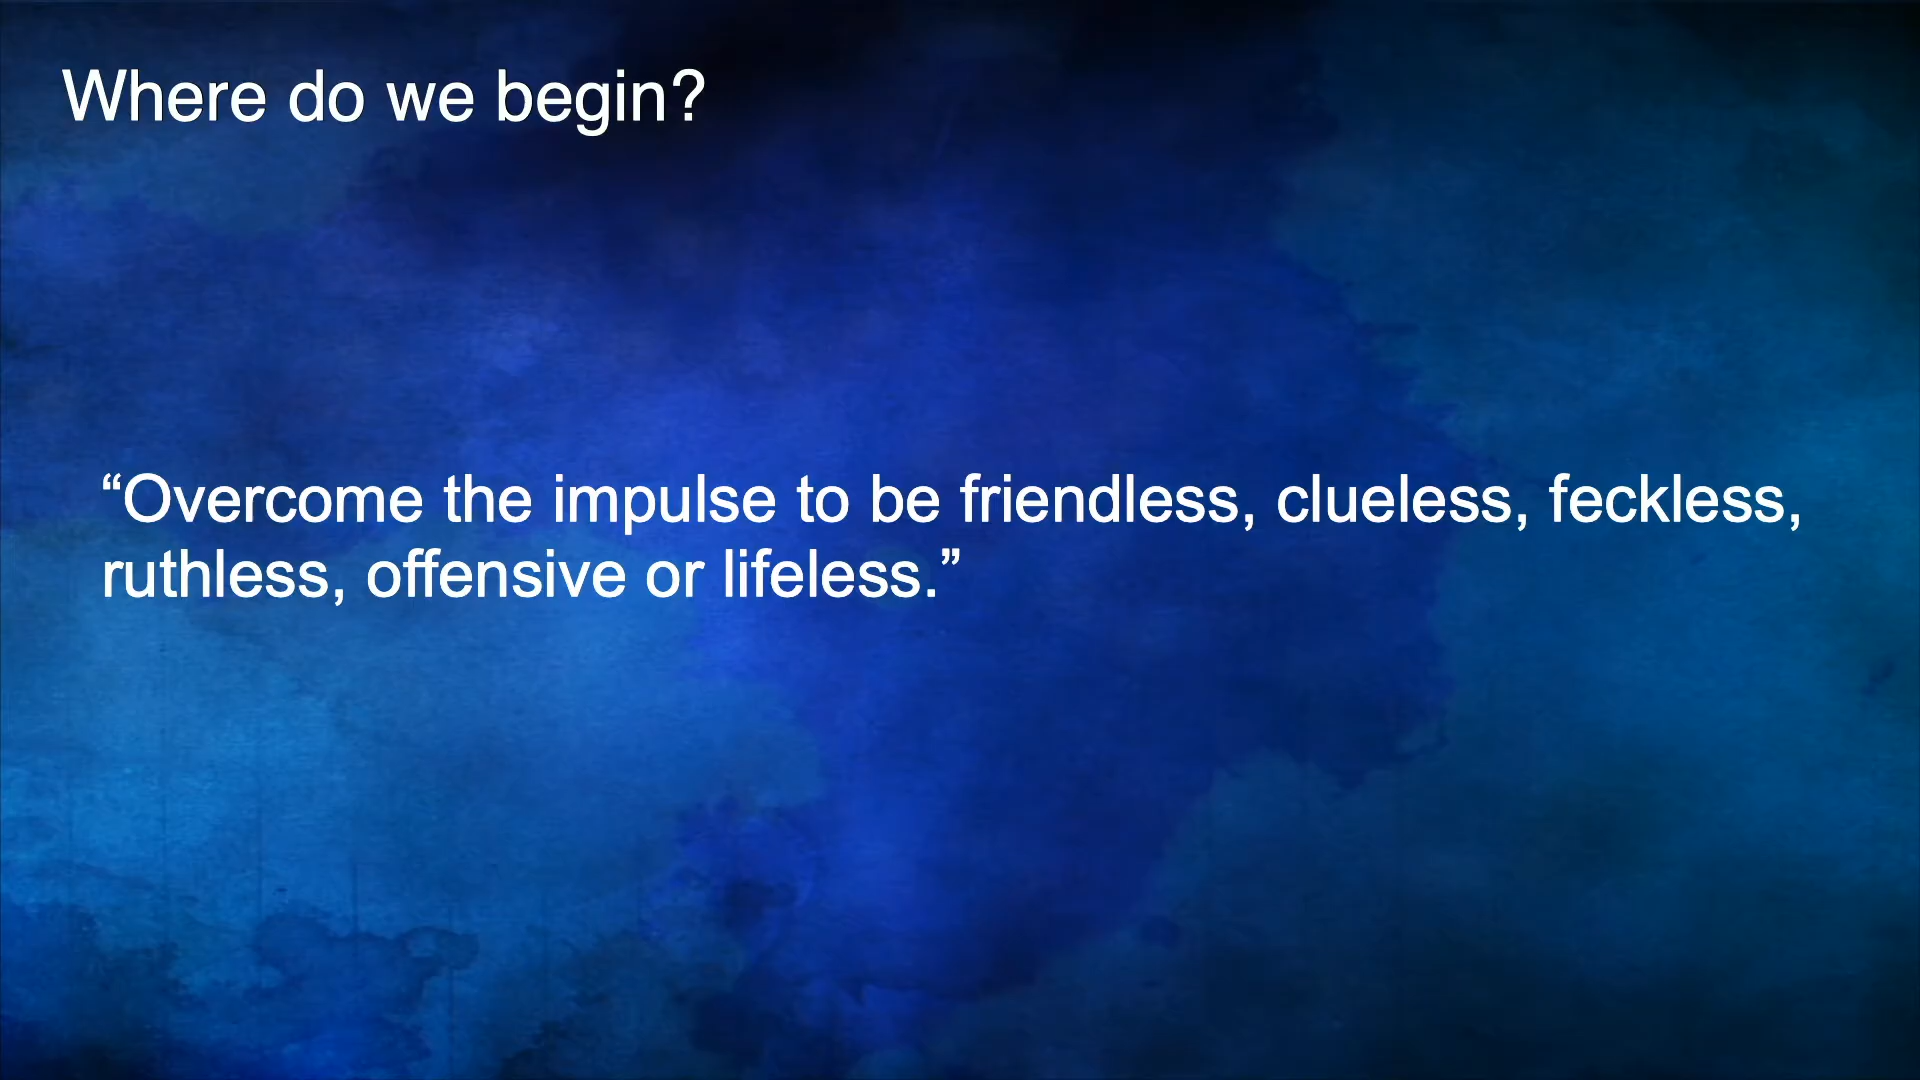 Where do we begin?
“Overcome the impulse to be friendless, clueless, feckless,
ruthless, offensive or lifeless.”